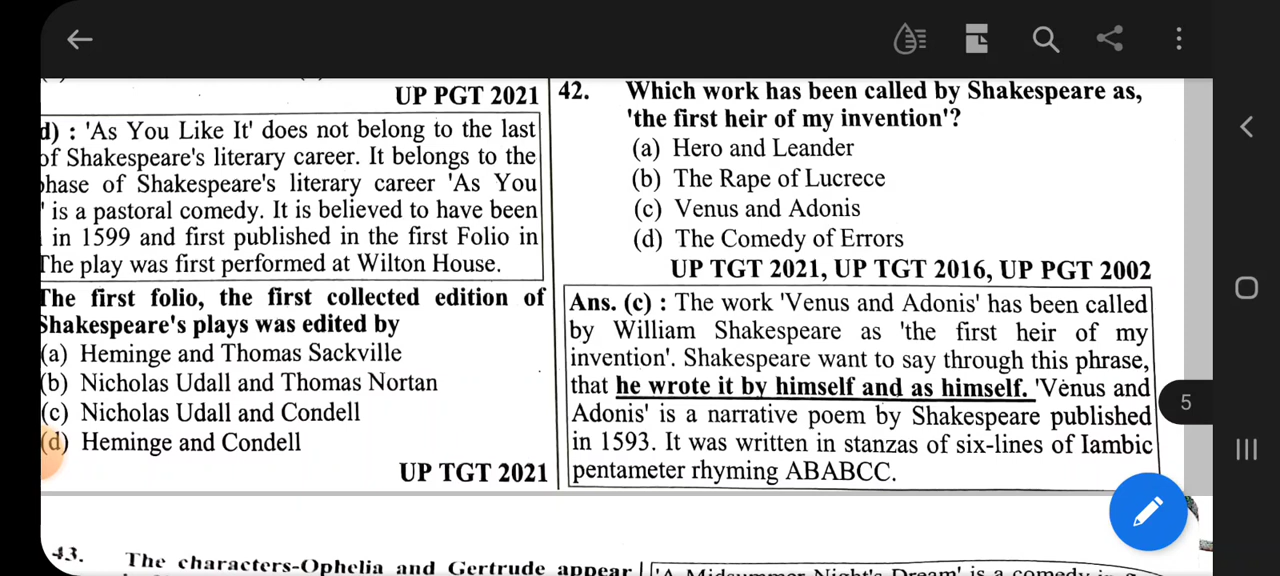 UP PGT 2021
d) : 'As You Like It' does not belong to the last
of Shakespeare's literary career. It belongs to the
phase of Shakespeare's literary career 'As You
' is a pastoral comedy. It is believed to have been
in 1599 and first published in the first Folio in
The play was first performed at Wilton House.
The first folio, the first collected edition of
Shakespeare's plays was edited by
(a) Heminge and Thomas Sackville
(b) Nicholas Udall and Thomas Nortan
(c) Nicholas Udall and Condell
(d) Heminge and Condell
UP TGT 2021
42. Which work has been called by Shakespeare as,
'the first heir of my invention'?
(a) Hero and Leander
(b) The Rape of Lucrece
(c) Venus and Adonis
(d) The Comedy of Errors
UP TGT 2021, UP TGT 2016, UP PGT 2002
Ans. (c) : The work 'Venus and Adonis' has been called
by William Shakespeare as 'the first heir of my
invention'. Shakespeare want to say through this phrase,
that he wrote it by himself and as himself. 'Venus and
Adonis' is a narrative poem by Shakespeare published
in 1593. It was written in stanzas of six-lines of Iambic
pentameter rhyming ABABCC.
5
43. The characters-Ophelia and Gertrude appear
'A Midsummer Night's Dream' is a comedy